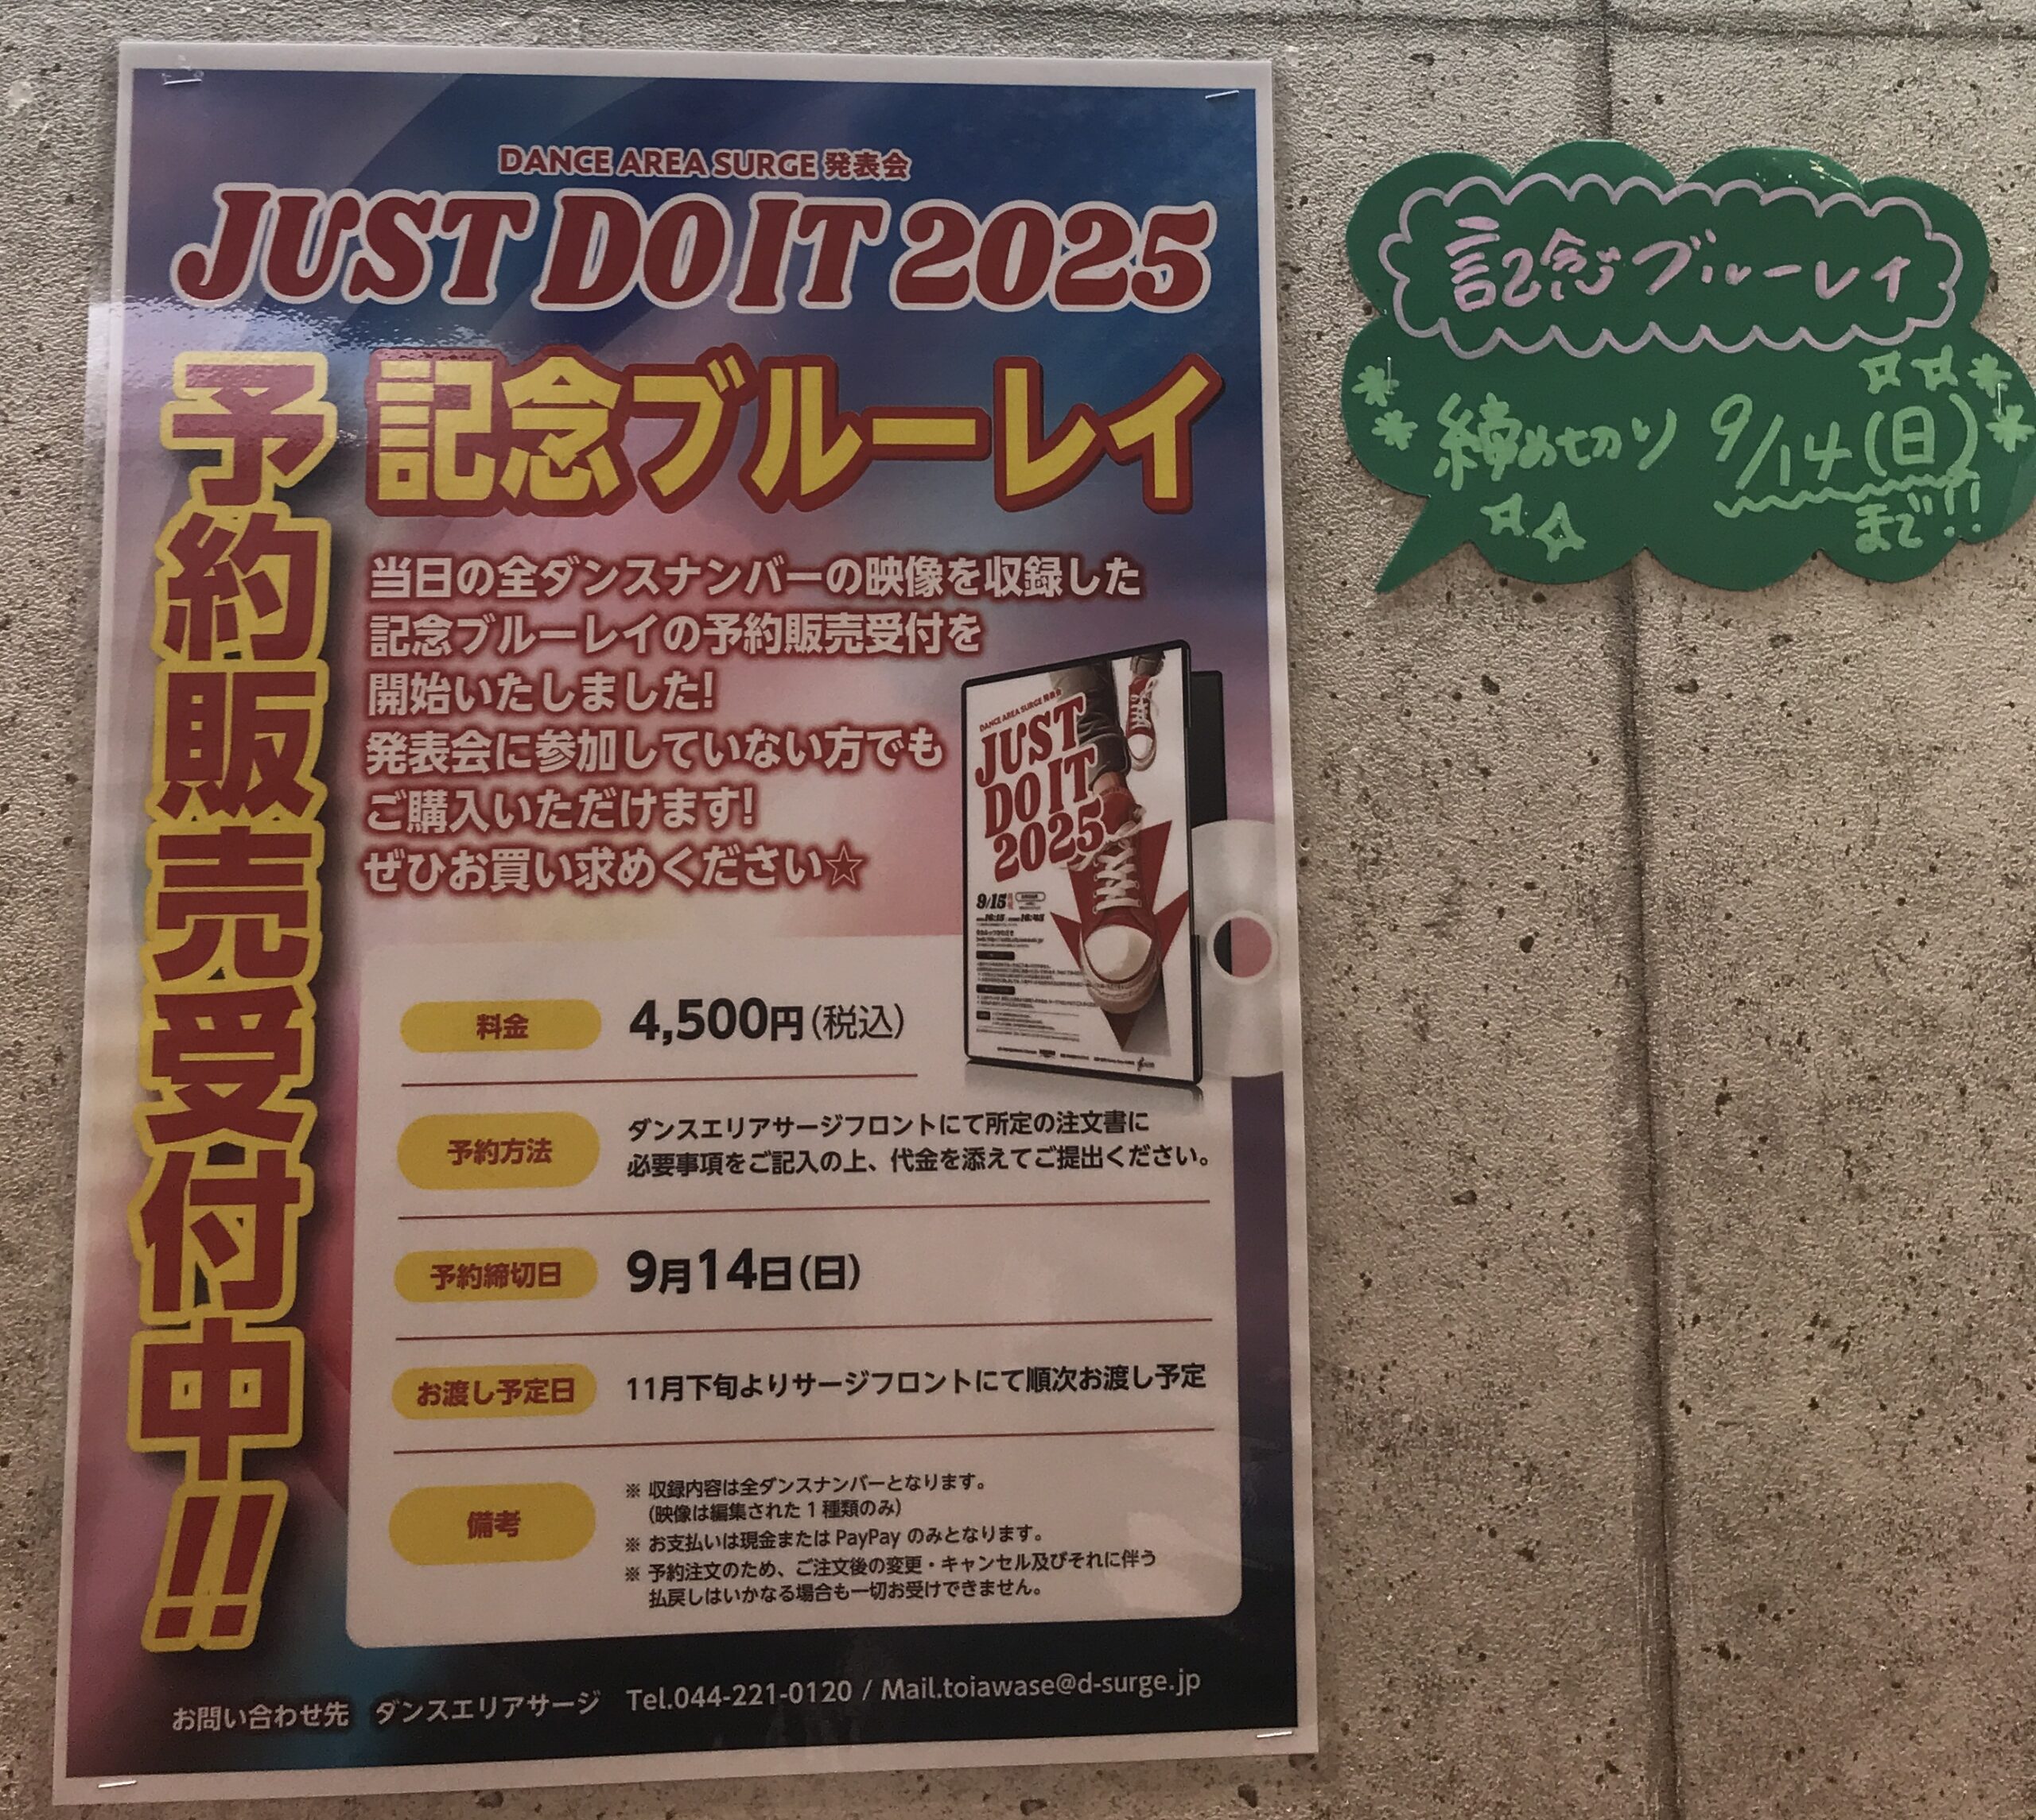 DANCE AREA SURGE 発表会
JUST DO IT 2025
予約販売受付中!!
記念ブルーレイ
当日の全ダンスナンバーの映像を収録した
記念ブルーレイの予約販売受付を
開始いたしました!
発表会に参加していない方でも
ご購入いただけます!
ぜひお買い求めください☆
DANCE AREA SURGE 発表会
JUST
DO IT
2025
9/15
料金 4,500円(税込)
予約方法 ダンスエリアサージフロントにて所定の注文書に
必要事項をご記入の上、代金を添えてご提出ください。
予約締切日 9月14日(日)
お渡し予定日 11月下旬よりサージフロントにて順次お渡し予定
備考
※ 収録内容は全ダンスナンバーとなります。
(映像は編集された1種類のみ)
※ お支払いは現金または PayPay のみとなります。
※ 予約注文のため、ご注文後の変更・キャンセル及びそれに伴う
払戻しはいかなる場合も一切お受けできません。
お問い合わせ先 ダンスエリアサージ Tel.044-221-0120 / Mail.toiawase@d-surge.jp
記念ブルーレイ
締め切り 9/14(日)
まで!!